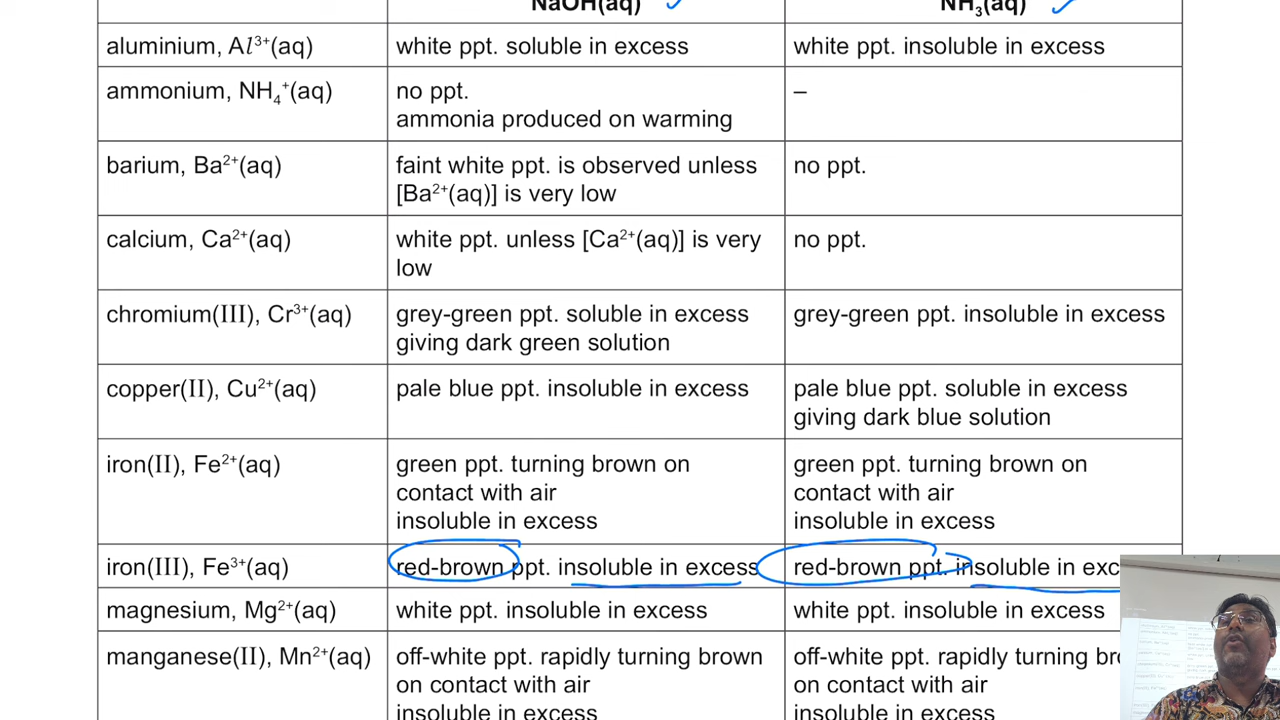 NaOH(aq) NH₃(aq)
aluminium, Al³⁺(aq) white ppt. soluble in excess white ppt. insoluble in excess
ammonium, NH₄⁺(aq) no ppt. –
ammonia produced on warming
barium, Ba²⁺(aq) faint white ppt. is observed unless no ppt.
[Ba²⁺(aq)] is very low
calcium, Ca²⁺(aq) white ppt. unless [Ca²⁺(aq)] is very no ppt.
low
chromium(III), Cr³⁺(aq) grey-green ppt. soluble in excess grey-green ppt. insoluble in excess
giving dark green solution
copper(II), Cu²⁺(aq) pale blue ppt. insoluble in excess pale blue ppt. soluble in excess
giving dark blue solution
iron(II), Fe²⁺(aq) green ppt. turning brown on green ppt. turning brown on
contact with air contact with air
insoluble in excess insoluble in excess
iron(III), Fe³⁺(aq) red-brown ppt. insoluble in excess red-brown ppt. insoluble in exc
magnesium, Mg²⁺(aq) white ppt. insoluble in excess white ppt. insoluble in excess
manganese(II), Mn²⁺(aq) off-white ppt. rapidly turning brown off-white ppt. rapidly turning br
on contact with air on contact with air
insoluble in excess insoluble in excess